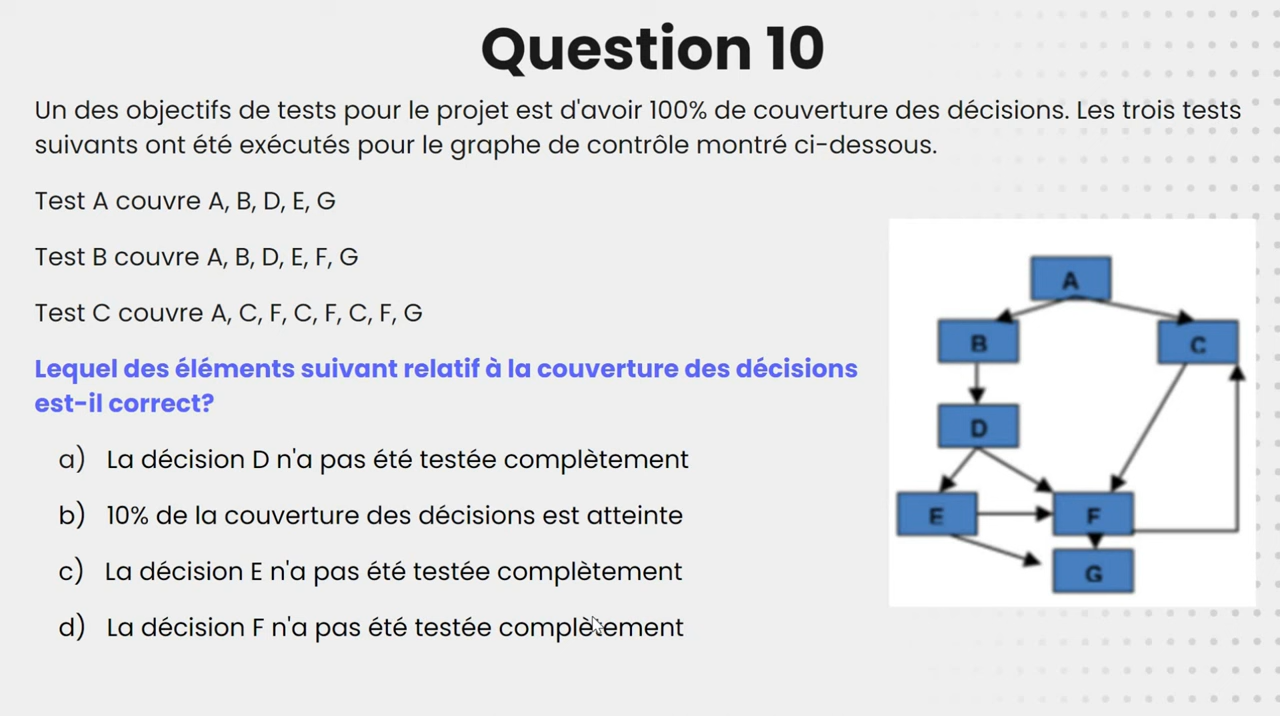 Question 10
Un des objectifs de tests pour le projet est d'avoir 100% de couverture des décisions. Les trois tests
suivants ont été exécutés pour le graphe de contrôle montré ci-dessous.
Test A couvre A, B, D, E, G
Test B couvre A, B, D, E, F, G
Test C couvre A, C, F, C, F, C, F, G
Lequel des éléments suivant relatif à la couverture des décisions
est-il correct?
a) La décision D n'a pas été testée complètement
b) 10% de la couverture des décisions est atteinte
c) La décision E n'a pas été testée complètement
d) La décision F n'a pas été testée complètement
A
B
C
D
E
F
G